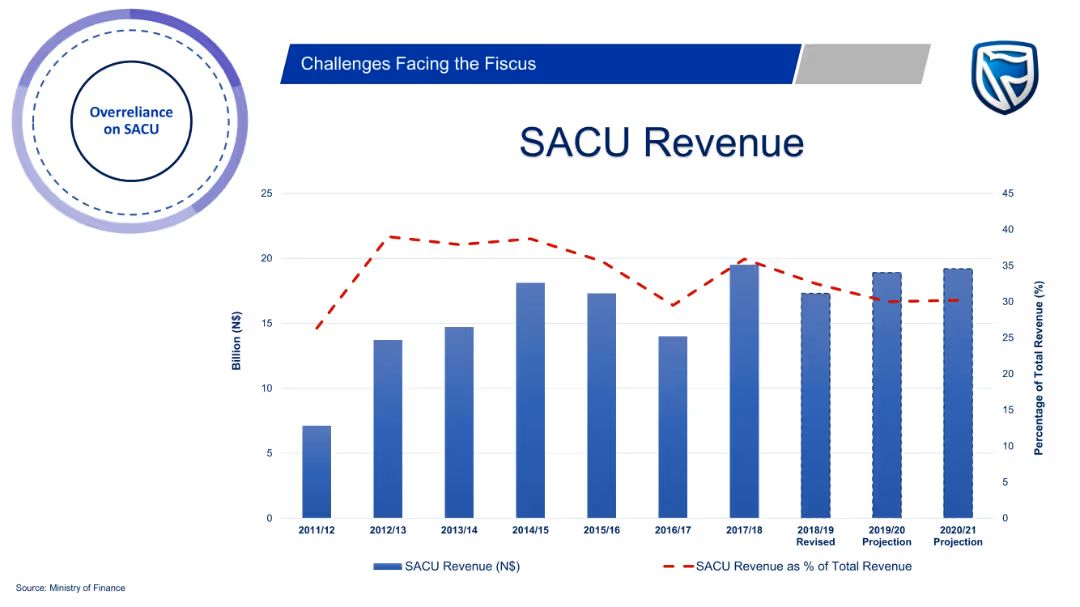 Overreliance
on SACU
Challenges Facing the Fiscus
SACU Revenue
25
20
15
10
5
0
Billion (N$)
45
40
35
30
25
20
15
10
5
0
Percentage of Total Revenue (%)
2011/12
2012/13
2013/14
2014/15
2015/16
2016/17
2017/18
2018/19
Revised
2019/20
Projection
2020/21
Projection
SACU Revenue (N$)
SACU Revenue as % of Total Revenue
Source: Ministry of Finance